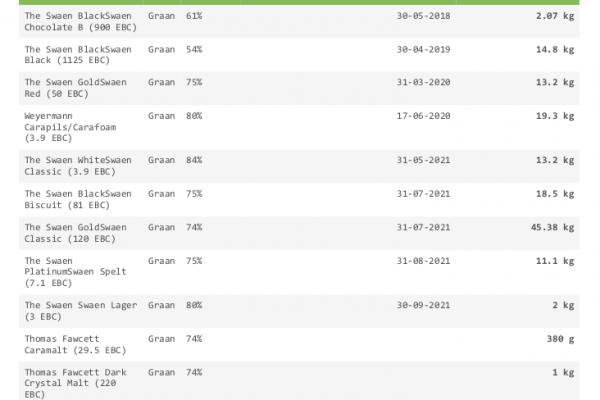 The Swaen BlackSwaen Graan 61% 30-05-2018 2.07 kg
Chocolate B (900 EBC)
The Swaen BlackSwaen Graan 54% 30-04-2019 14.8 kg
Black (1125 EBC)
The Swaen GoldSwaen Graan 75% 31-03-2020 13.2 kg
Red (50 EBC)
Weyermann Graan 80% 17-06-2020 19.3 kg
Carapils/Carafoam
(3.9 EBC)
The Swaen WhiteSwaen Graan 84% 31-05-2021 13.2 kg
Classic (3.9 EBC)
The Swaen BlackSwaen Graan 75% 31-07-2021 18.5 kg
Biscuit (81 EBC)
The Swaen GoldSwaen Graan 74% 31-07-2021 45.38 kg
Classic (120 EBC)
The Swaen Graan 75% 31-08-2021 11.1 kg
PlatinumSwaen Spelt
(7.1 EBC)
The Swaen Swaen Lager Graan 80% 30-09-2021 2 kg
(3 EBC)
Thomas Fawcett Graan 74% 380 g
Caramalt (29.5 EBC)
Thomas Fawcett Dark Graan 74% 1 kg
Crystal Malt (220
EBC)